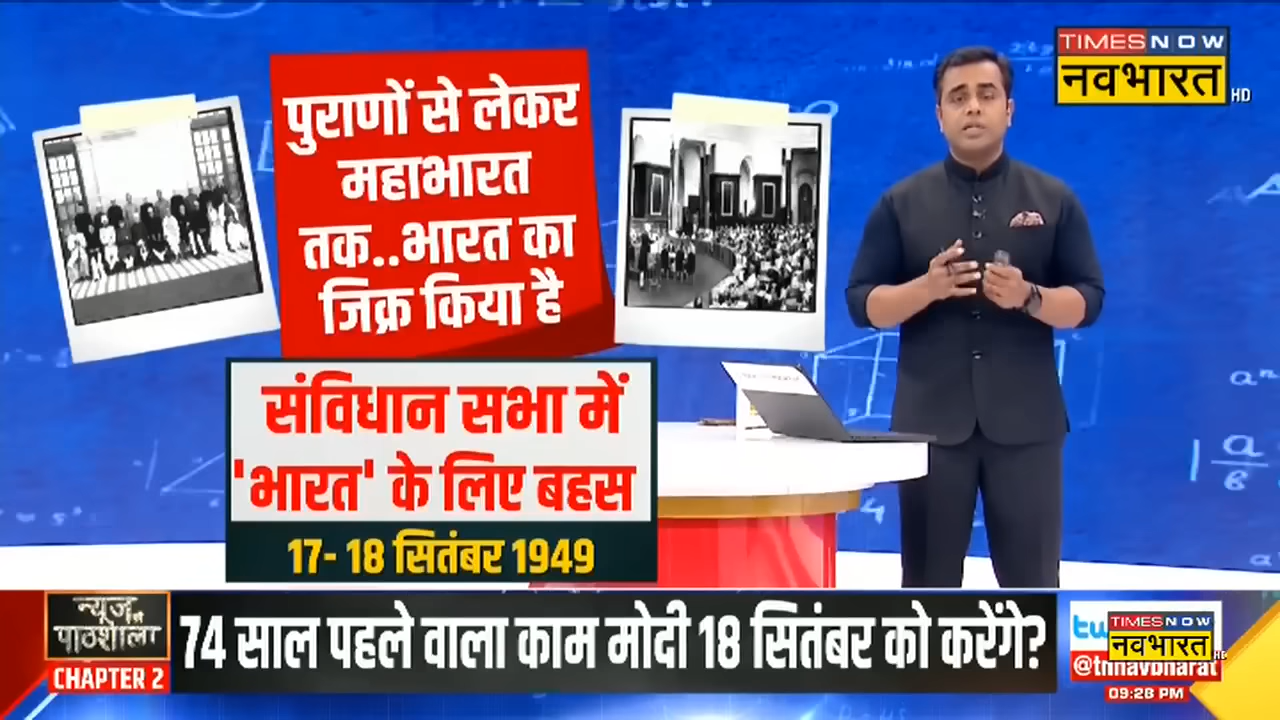 पुराणों से लेकर
महाभारत
तक..भारत का
जिक्र किया है
संविधान सभा में
'भारत' के लिए बहस
17- 18 सितंबर 1949
TIMES NOW
नवभारत
HD
न्यूज की
पाठशाला
CHAPTER 2
74 साल पहले वाला काम मोदी 18 सितंबर को करेंगे?
TIMES NOW
नवभारत
HD
@tnnavbharat
09:28 PM